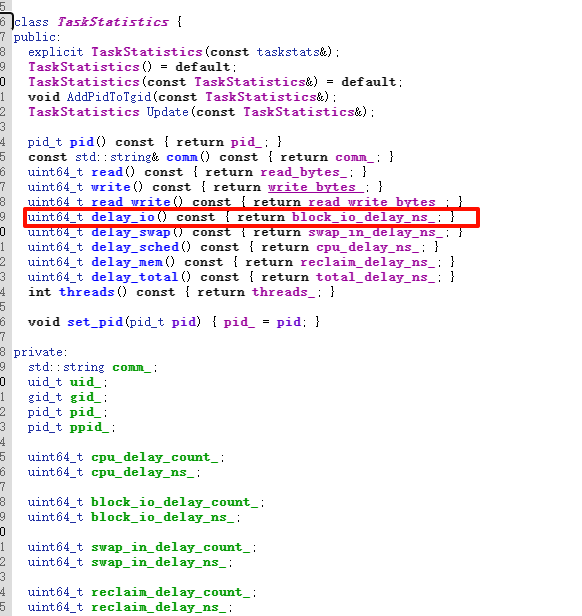 5
6 class TaskStatistics {
7 public:
8 explicit TaskStatistics(const taskstats&);
9 TaskStatistics() = default;
0 TaskStatistics(const TaskStatistics&) = default;
1 void AddPidToTgid(const TaskStatistics&);
2 TaskStatistics Update(const TaskStatistics&);
3
4 pid_t pid() const { return pid_; }
5 const std::string& comm() const { return comm_; }
6 uint64_t read() const { return read_bytes_; }
7 uint64_t write() const { return write_bytes_; }
8 uint64_t read_write() const { return read_write_bytes_; }
9 uint64_t delay_io() const { return block_io_delay_ns_; }
0 uint64_t delay_swap() const { return swap_in_delay_ns_; }
1 uint64_t delay_sched() const { return cpu_delay_ns_; }
2 uint64_t delay_mem() const { return reclaim_delay_ns_; }
3 uint64_t delay_total() const { return total_delay_ns_; }
4 int threads() const { return threads_; }
5
6 void set_pid(pid_t pid) { pid_ = pid; }
7
8 private:
9 std::string comm_;
0 uid_t uid_;
1 gid_t gid_;
2 pid_t pid_;
3 pid_t ppid_;
4
5 uint64_t cpu_delay_count_;
6 uint64_t cpu_delay_ns_;
7
8 uint64_t block_io_delay_count_;
9 uint64_t block_io_delay_ns_;
0
1 uint64_t swap_in_delay_count_;
2 uint64_t swap_in_delay_ns_;
3
4 uint64_t reclaim_delay_count_;
5 uint64_t reclaim_delay_ns_;